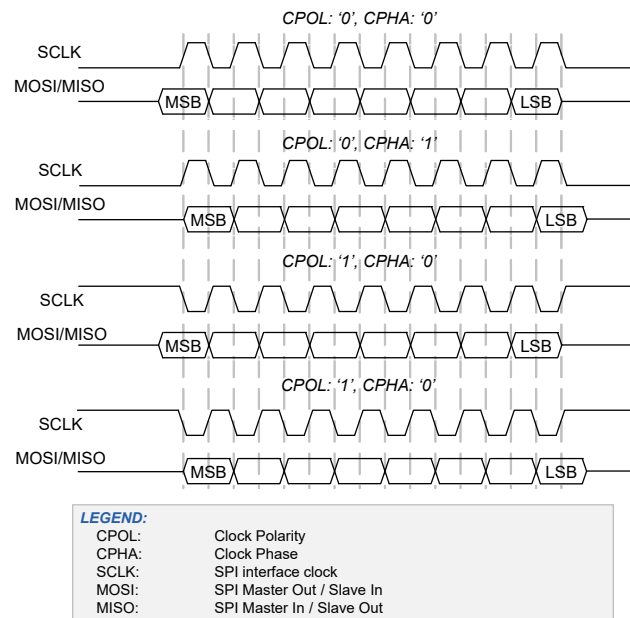 CPOL: ‘0’, CPHA: ‘0’
SCLK
MOSI/MISO
MSB LSB
CPOL: ‘0’, CPHA: ‘1’
SCLK
MOSI/MISO
MSB LSB
CPOL: ‘1’, CPHA: ‘0’
SCLK
MOSI/MISO
MSB LSB
CPOL: ‘1’, CPHA: ‘0’
SCLK
MOSI/MISO
MSB LSB
LEGEND:
CPOL: Clock Polarity
CPHA: Clock Phase
SCLK: SPI interface clock
MOSI: SPI Master Out / Slave In
MISO: SPI Master In / Slave Out